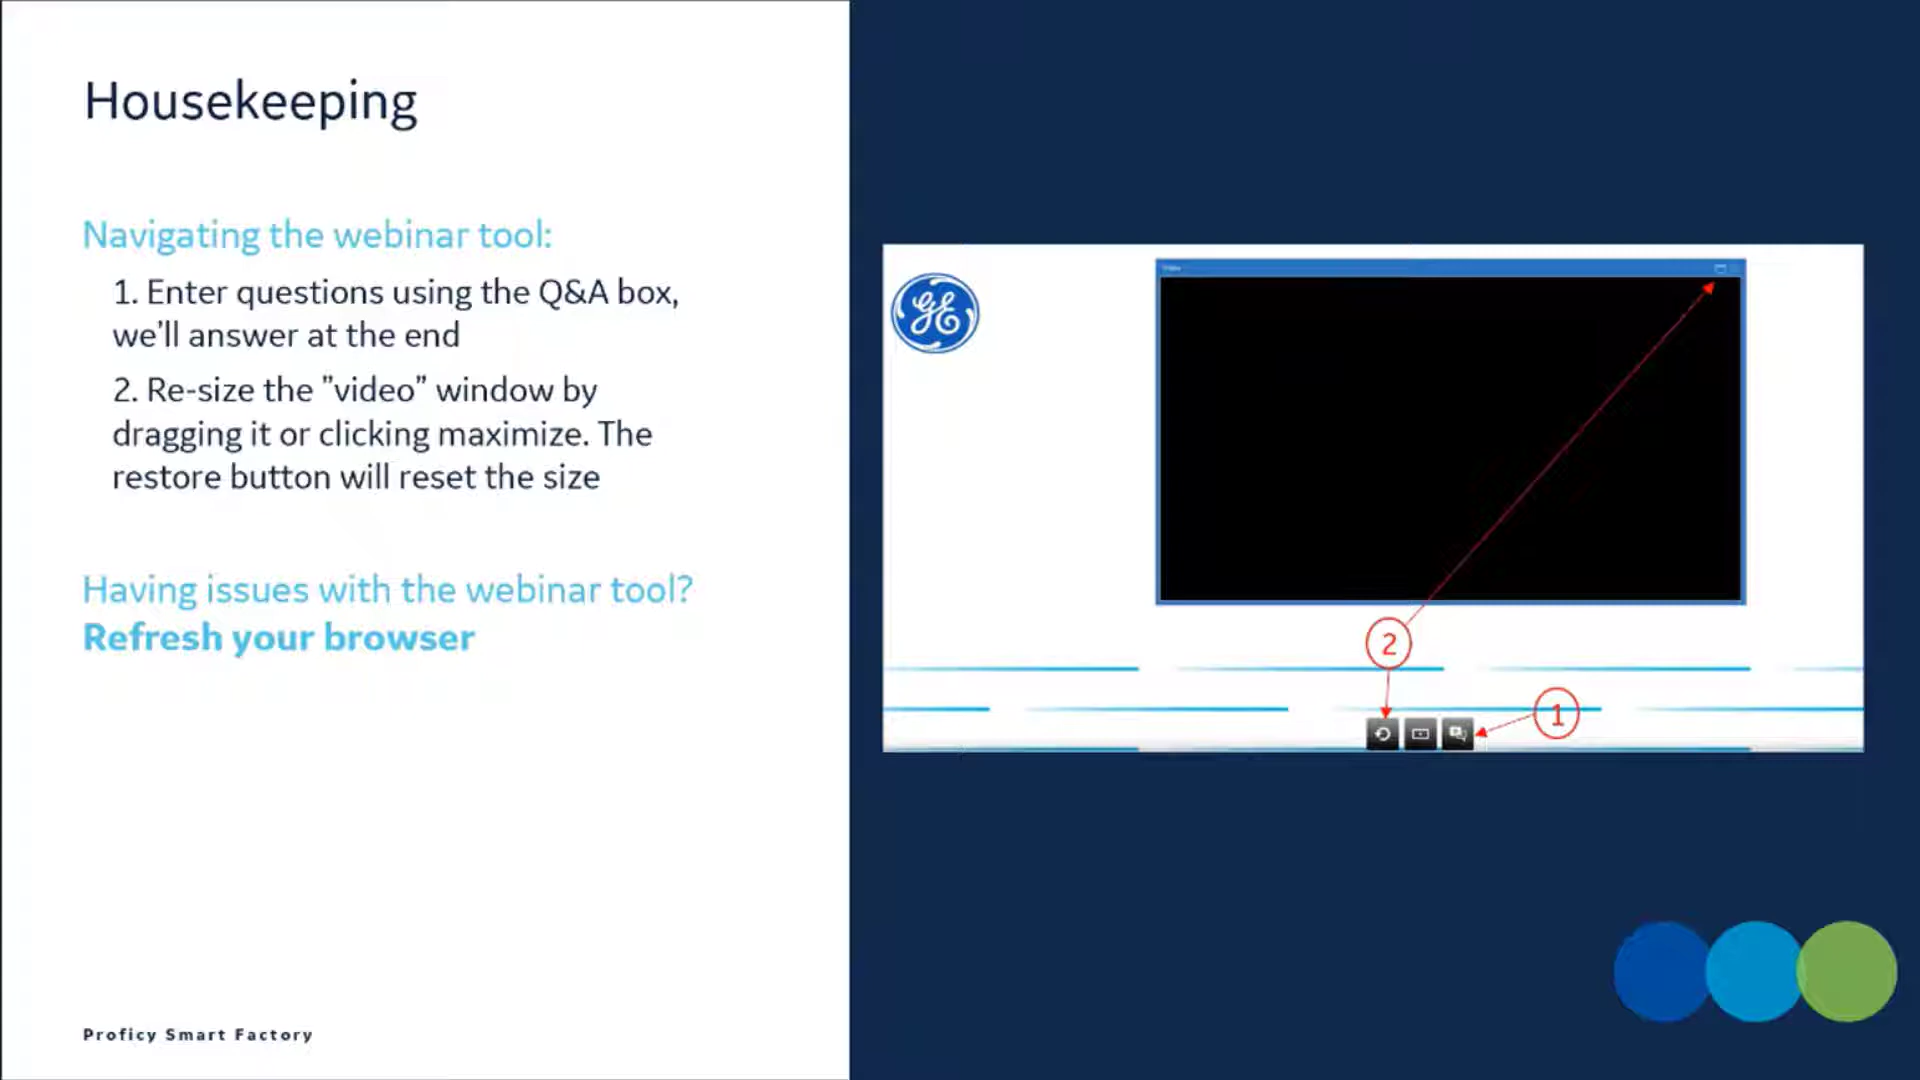 Housekeeping
Navigating the webinar tool:
1. Enter questions using the Q&A box,
we’ll answer at the end
2. Re-size the ”video” window by
dragging it or clicking maximize. The
restore button will reset the size
Having issues with the webinar tool?
Refresh your browser
Proficy Smart Factory
GE
2
1